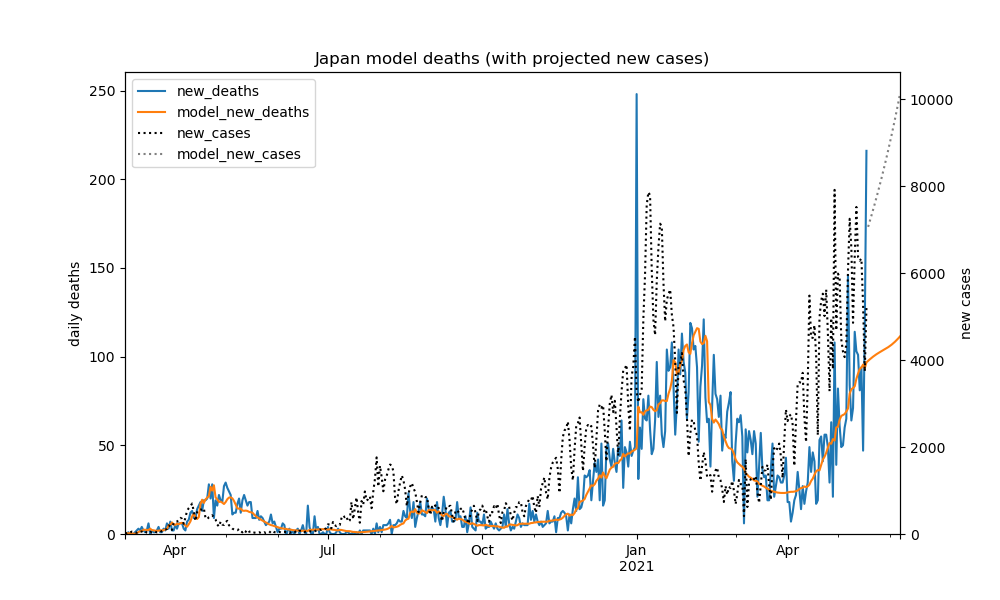 Japan model deaths (with projected new cases)
new_deaths
model_new_deaths
new_cases
model_new_cases
250
200
150
100
50
0
daily deaths
10000
8000
6000
4000
2000
0
new cases
Apr
Jul
Oct
Jan
2021
Apr